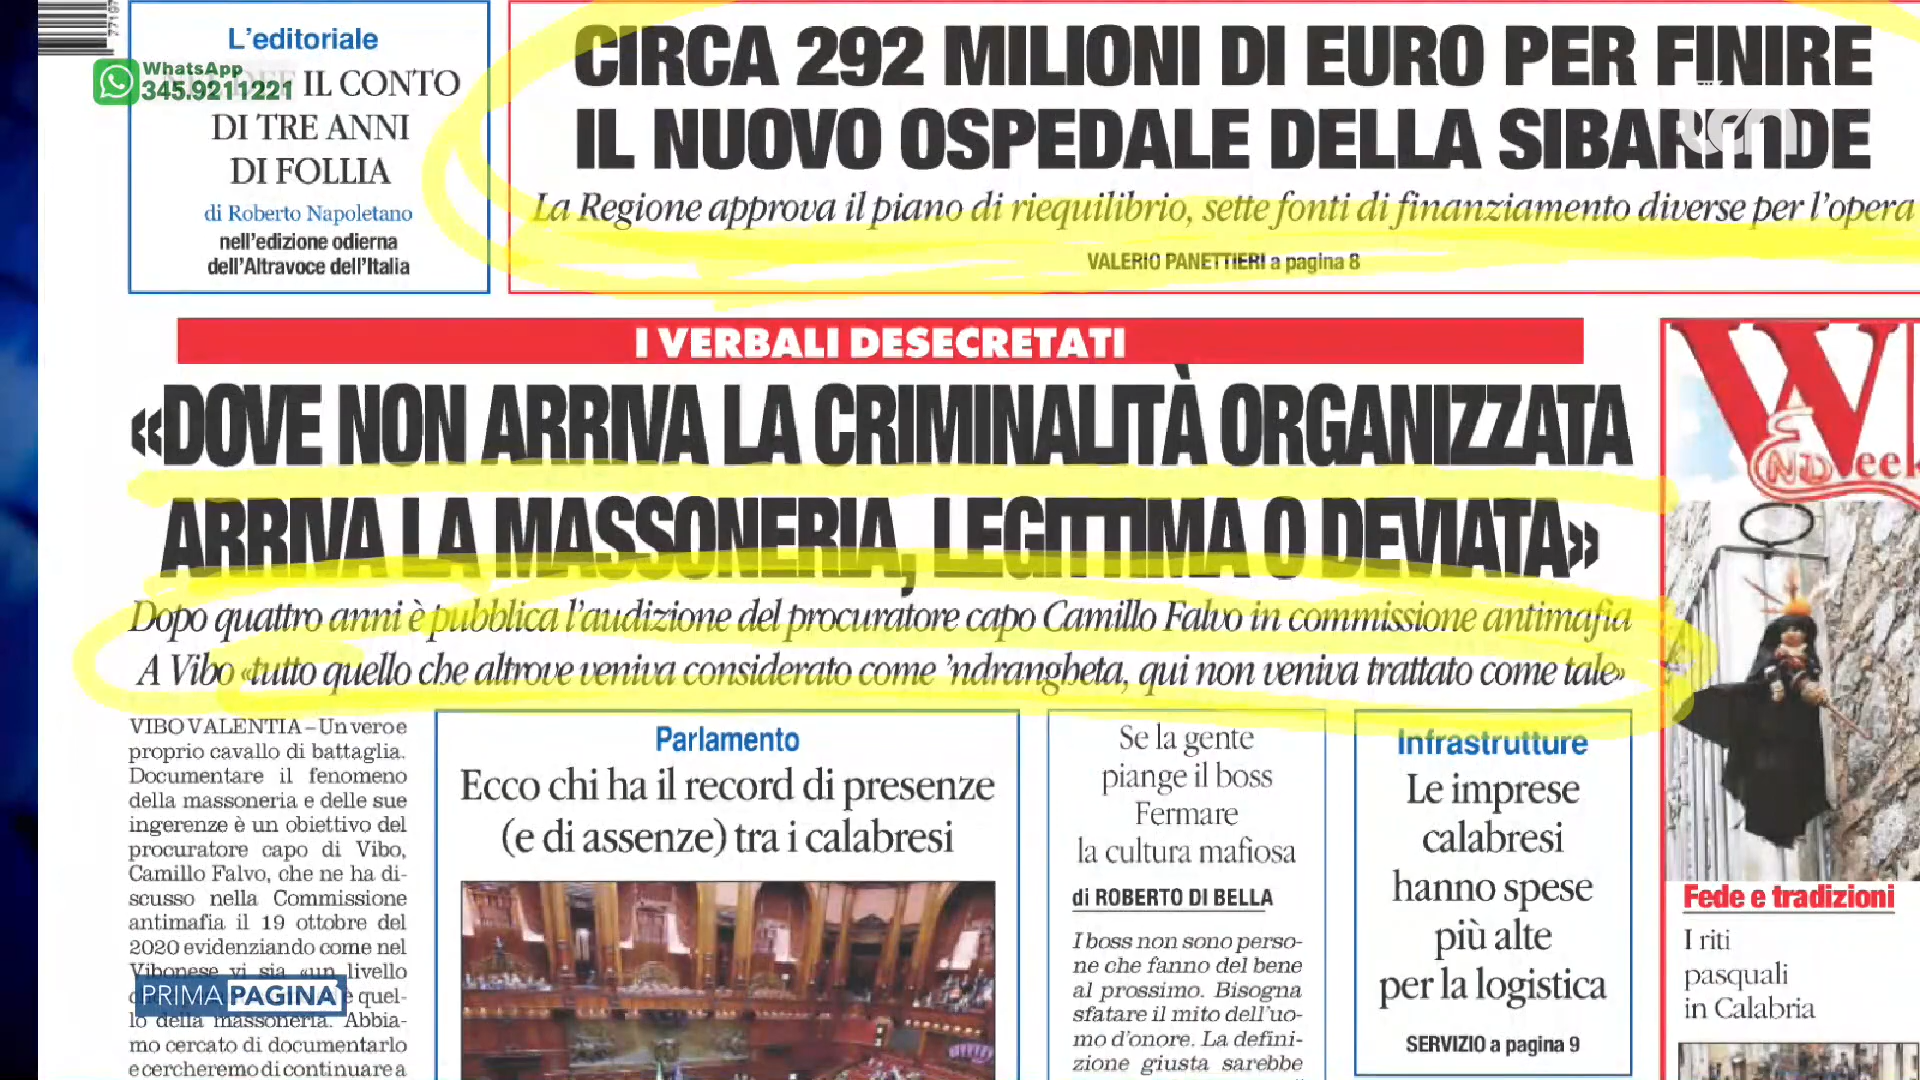 L'editoriale
WhatsApp
345.9211221
IL CONTO
DI TRE ANNI
DI FOLLIA
di Roberto Napoletano
nell'edizione odierna
dell'Altravoce dell'Italia
CIRCA 292 MILIONI DI EURO PER FINIRE
IL NUOVO OSPEDALE DELLA SIBARITIDE
La Regione approva il piano di riequilibrio, sette fonti di finanziamento diverse per l'opera
VALERIO PANETTIERI a pagina 8
I VERBALI DESECRETATI
«DOVE NON ARRIVA LA CRIMINALITÀ ORGANIZZATA
ARRIVA LA MASSONERIA, LEGITTIMA O DEVIATA»
Dopo quattro anni è pubblica l'audizione del procuratore capo Camillo Falvo in commissione antimafia
A Vibo «tutto quello che altrove veniva considerato come 'ndrangheta, qui non veniva trattato come tale»
VIBO VALENTIA – Un vero e
proprio cavallo di battaglia.
Documentare il fenomeno
della massoneria e delle sue
ingerenze è un obiettivo del
procuratore capo di Vibo,
Camillo Falvo, che ne ha di-
scusso nella Commissione
antimafia il 19 ottobre del
2020 evidenziando come nel
Vibonese vi sia «un livello
è quel-
lo della massoneria. Abbia-
mo cercato di documentarlo
e cercheremo di continuare a
PRIMA PAGINA
Parlamento
Ecco chi ha il record di presenze
(e di assenze) tra i calabresi
Se la gente
piange il boss
Fermare
la cultura mafiosa
di ROBERTO DI BELLA
I boss non sono perso-
ne che fanno del bene
al prossimo. Bisogna
sfatare il mito dell'uo-
mo d'onore. La defini-
zione giusta sarebbe
Infrastrutture
Le imprese
calabresi
hanno spese
più alte
per la logistica
SERVIZIO a pagina 9
WEEK
END
Fede e tradizioni
I riti
pasquali
in Calabria